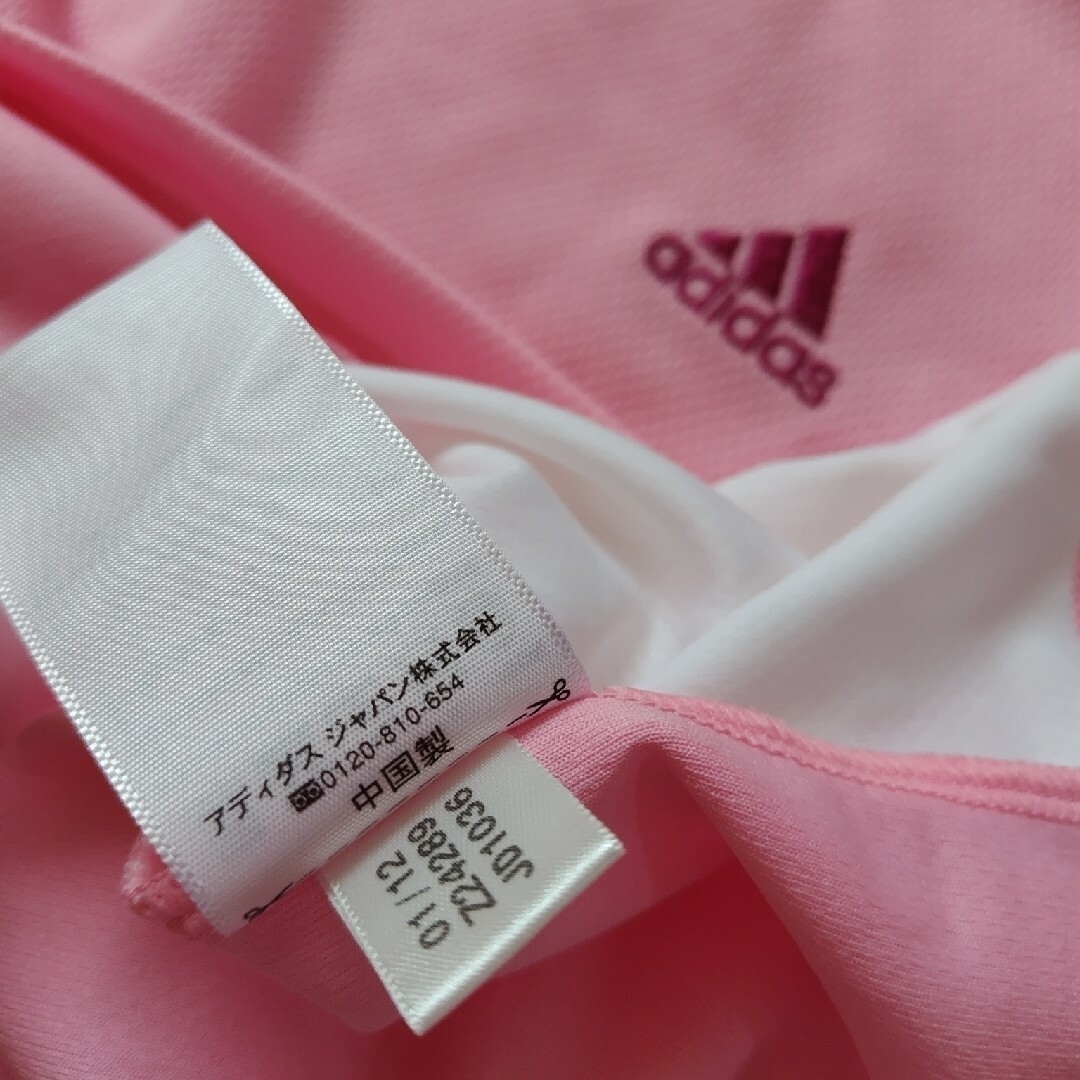 adidas
アディダス ジャパン株式会社
0120-810-654
中国製
01/12
Z24289
JD1036